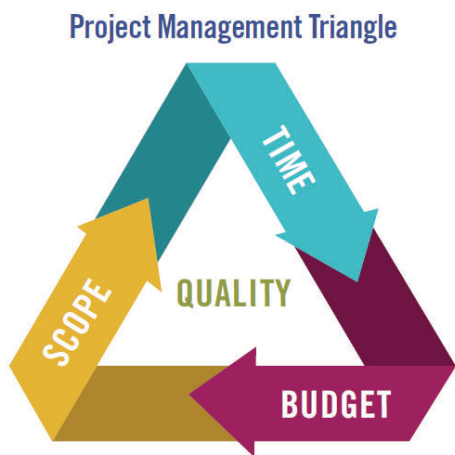 Project Management Triangle
TIME
SCOPE
QUALITY
BUDGET